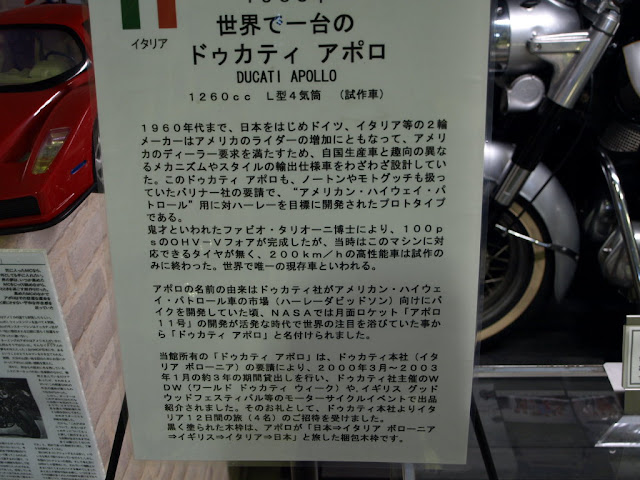 イタリア
世界で一台の
ドゥカティ アポロ
DUCATI APOLLO
1260cc L型4気筒 （試作車）
1960年代まで、日本をはじめドイツ、イタリア等の2輪
メーカーはアメリカのライダーの増加にともなって、アメリ
カのディーラー要求を満たすため、自国生産車と趣向の異な
るメカニズムやスタイルの輸出仕様車をわざわざ設計してい
た。このドゥカティ アポロも、ノートンやモトグッチも扱っ
ていたバリナー社の要請で、“アメリカン・ハイウェイ・パ
トロール”用に対ハーレーを目標に開発されたプロトタイプ
である。
鬼才といわれたファビオ・タリオーニ博士により、100p
sのOHV－Vフォアが完成したが、当時はこのマシンに対
応できるタイヤが無く、200km／hの高性能車は試作の
みに終わった。世界で唯一の現存車といわれる。
アポロの名前の由来はドゥカティ社がアメリカン・ハイウェ
イ・パトロール車の市場（ハーレーダビッドソン）向けにバ
イクを開発していた頃、NASAでは月面ロケット「アポロ
11号」の開発が活発な時代で世界の注目を浴びていた事か
ら「ドゥカティ アポロ」と名付けられました。
当館所有の「ドゥカティ アポロ」は、ドゥカティ本社（イタ
リア ボローニア）の要請により、2000年3月～2003
年1月の約3年の期間貸出しを行い、ドゥカティ社主催のW
DW（ワールド ドゥカティ ウィーク）や、イギリス グッド
ウッドフェスティバル等のモーターサイクルイベントで出品
紹介されました。そのお礼として、ドゥカティ本社よりイタ
リア12日間の旅（4名）のご招待を受けました。
黒く塗られた木枠は、アポロが「日本⇒イタリア ボローニア
⇒イギリス⇒イタリア⇒日本」と旅した梱包木枠です。